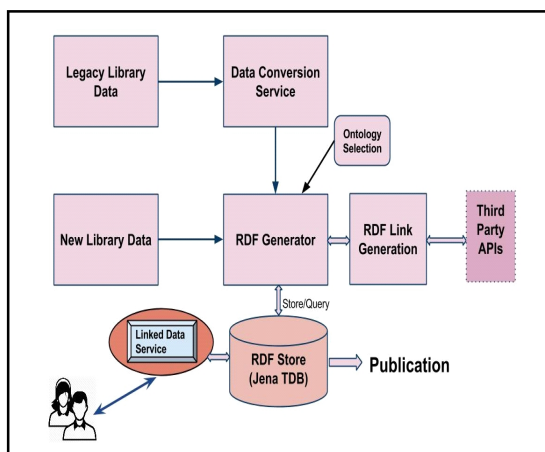 Legacy Library
Data
Data Conversion
Service
Ontology
Selection
New Library Data
RDF Generator
RDF Link
Generation
Third
Party
APIs
Store/Query
Linked Data
Service
RDF Store
(Jena TDB)
Publication